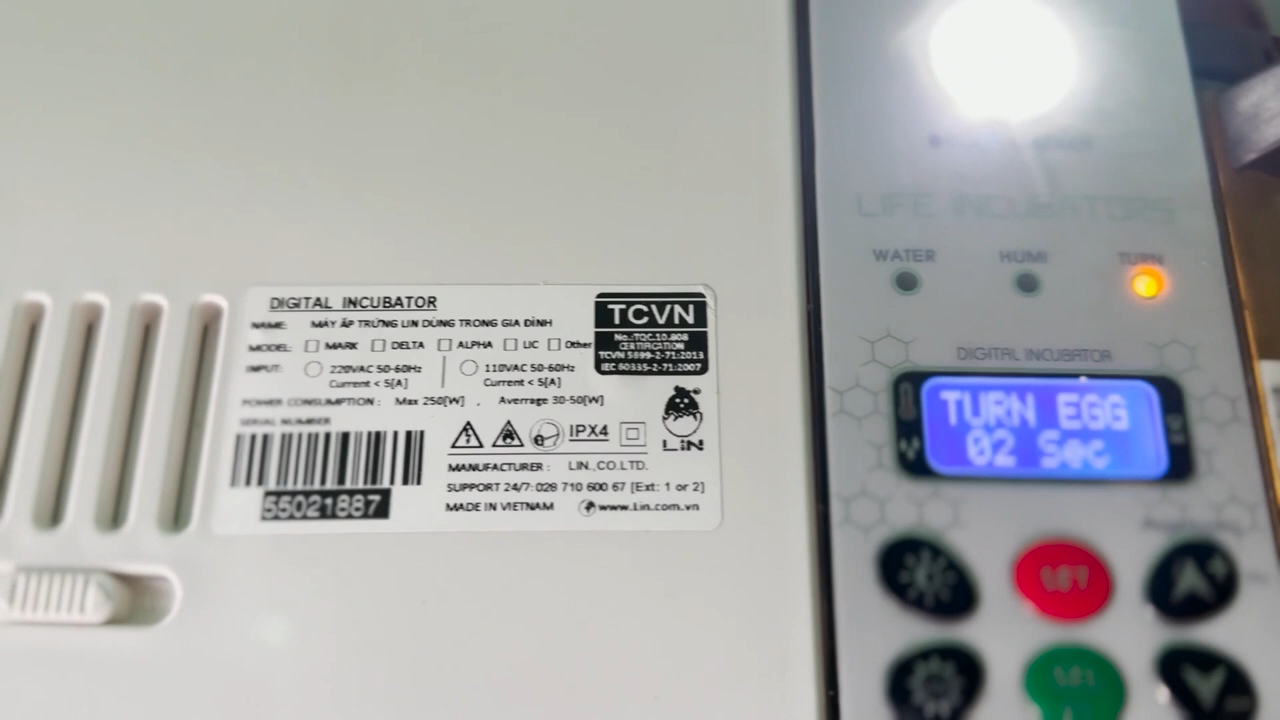 DIGITAL INCUBATOR
NAME: MÁY ẤP TRỨNG LIN DÙNG TRONG GIA ĐÌNH
MODEL: MARK DELTA ALPHA LIC Other
INPUT: 220VAC 50-60Hz 110VAC 50-60Hz
Current < 5[A] Current < 5[A]
POWER CONSUMPTION : Max 250[W] , Averrage 30-50[W]
SERIAL NUMBER
55021887
TCVN
No.:TQC.10.808
CERTIFICATION
TCVN 5699-2-71:2013
IEC 60335-2-71:2007
LiN
IPX4
MANUFACTURER : LIN.,CO.LTD.
SUPPORT 24/7: 028 710 600 67 [Ext: 1 or 2]
MADE IN VIETNAM www.Lin.com.vn
LIFE INCUBATORS
WATER HUMI TURN
DIGITAL INCUBATOR
TURN EGG
02 Sec